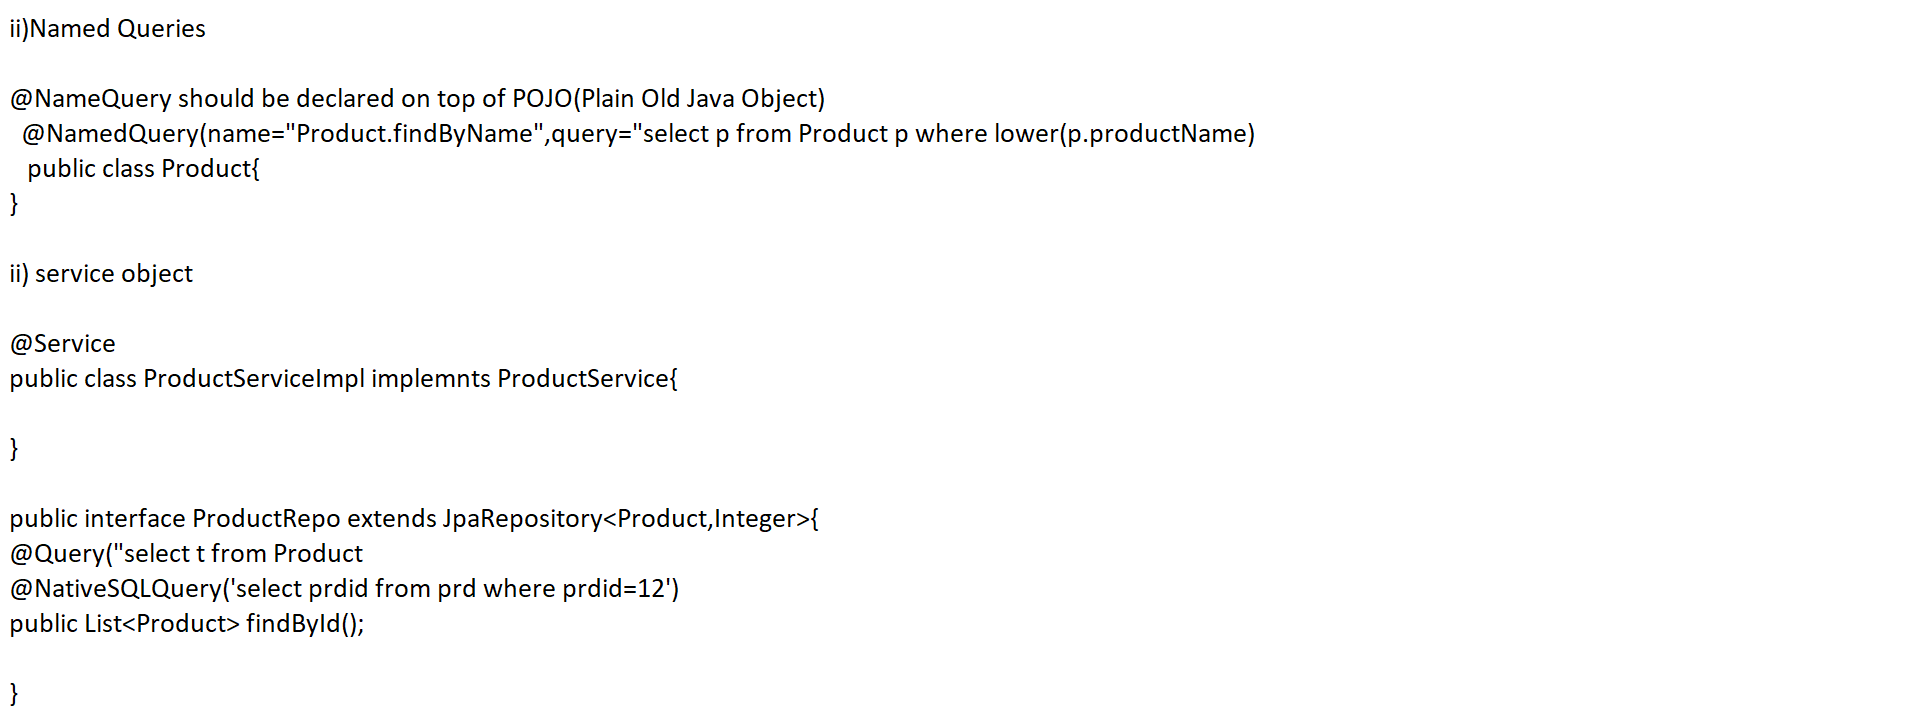 ii)Named Queries
@NameQuery should be declared on top of POJO(Plain Old Java Object)
@NamedQuery(name="Product.findByName",query="select p from Product p where lower(p.productName)
public class Product{
}
ii) service object
@Service
public class ProductServiceImpl implemnts ProductService{
}
public interface ProductRepo extends JpaRepository<Product,Integer>{
@Query("select t from Product
@NativeSQLQuery('select prdid from prd where prdid=12')
public List<Product> findById();
}